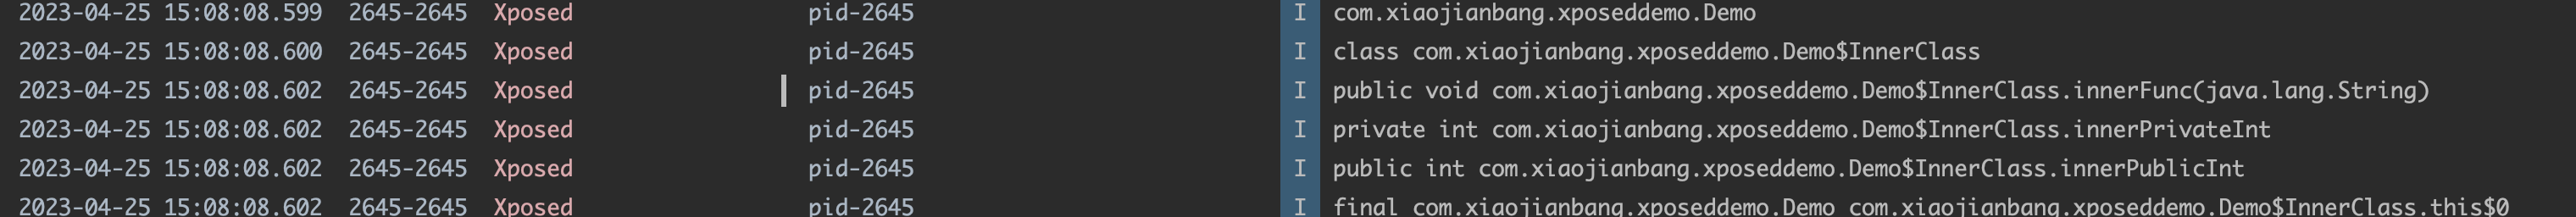 2023-04-25 15:08:08.599 2645-2645 Xposed pid-2645 I com.xiaojianbang.xposeddemo.Demo
2023-04-25 15:08:08.600 2645-2645 Xposed pid-2645 I class com.xiaojianbang.xposeddemo.Demo$InnerClass
2023-04-25 15:08:08.602 2645-2645 Xposed pid-2645 I public void com.xiaojianbang.xposeddemo.Demo$InnerClass.innerFunc(java.lang.String)
2023-04-25 15:08:08.602 2645-2645 Xposed pid-2645 I private int com.xiaojianbang.xposeddemo.Demo$InnerClass.innerPrivateInt
2023-04-25 15:08:08.602 2645-2645 Xposed pid-2645 I public int com.xiaojianbang.xposeddemo.Demo$InnerClass.innerPublicInt
2023-04-25 15:08:08.602 2645-2645 Xposed pid-2645 I final com.xiaojianbang.xposeddemo.Demo com.xiaojianbang.xposeddemo.Demo$InnerClass.this$0